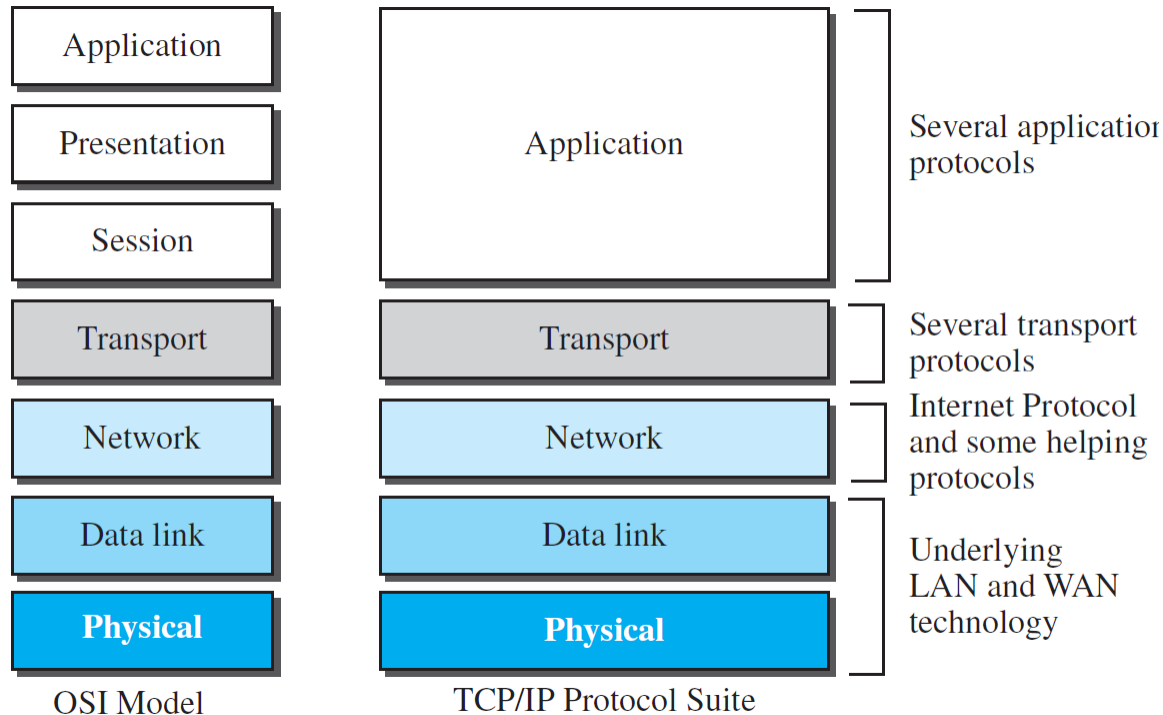 Application
Presentation
Session
Transport
Network
Data link
Physical
OSI Model
Application
Transport
Network
Data link
Physical
TCP/IP Protocol Suite
Several application
protocols
Several transport
protocols
Internet Protocol
and some helping
protocols
Underlying
LAN and WAN
technology